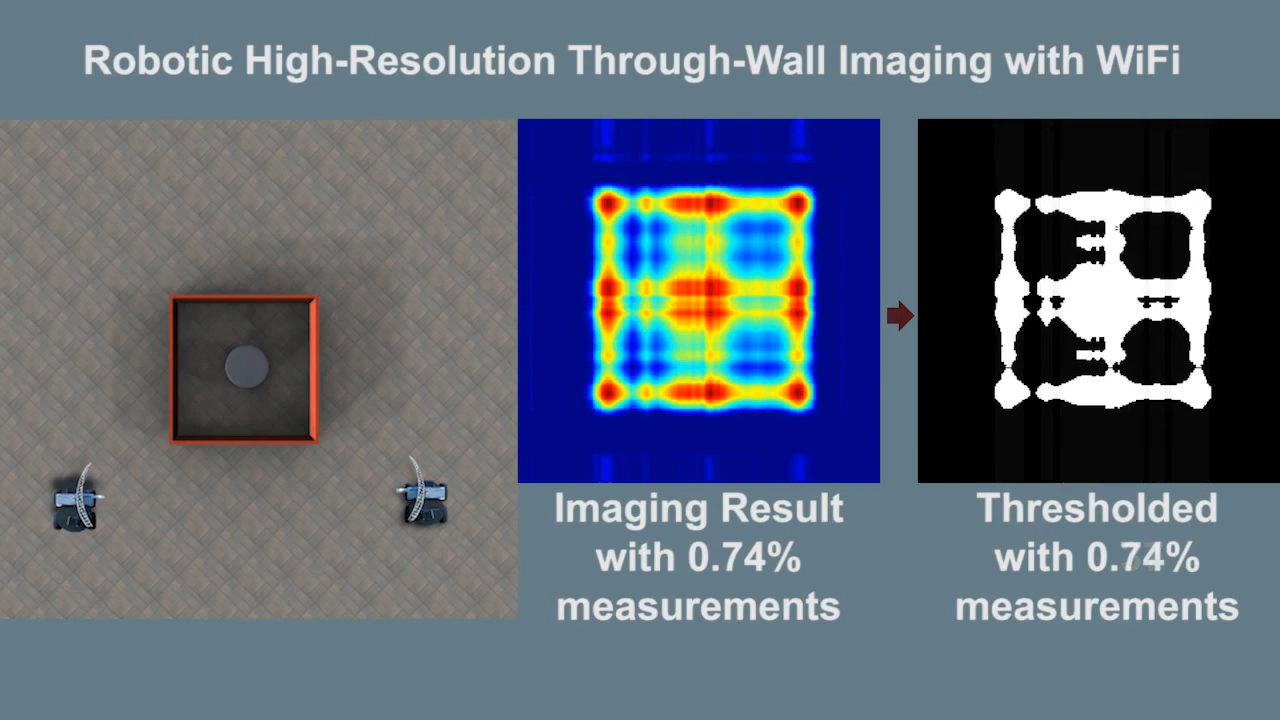 Robotic High-Resolution Through-Wall Imaging with WiFi
Imaging Result
with 0.74%
measurements
Thresholded
with 0.74%
measurements